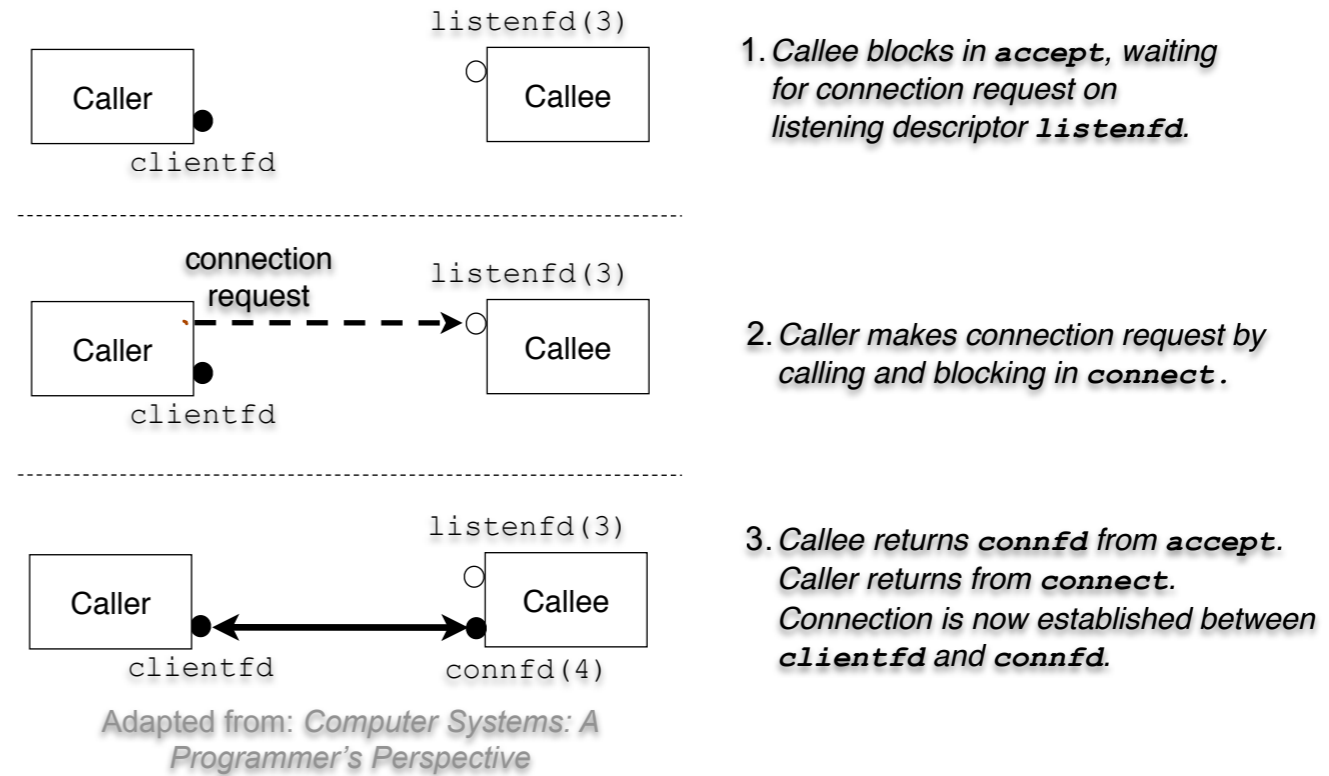 listenfd(3)
Caller
Callee
clientfd
1. Callee blocks in accept, waiting
for connection request on
listening descriptor listenfd.
connection
request
listenfd(3)
Caller
Callee
clientfd
2. Caller makes connection request by
calling and blocking in connect.
listenfd(3)
Caller
Callee
clientfd
connfd(4)
3. Callee returns connfd from accept.
Caller returns from connect.
Connection is now established between
clientfd and connfd.
Adapted from: Computer Systems: A
Programmer's Perspective